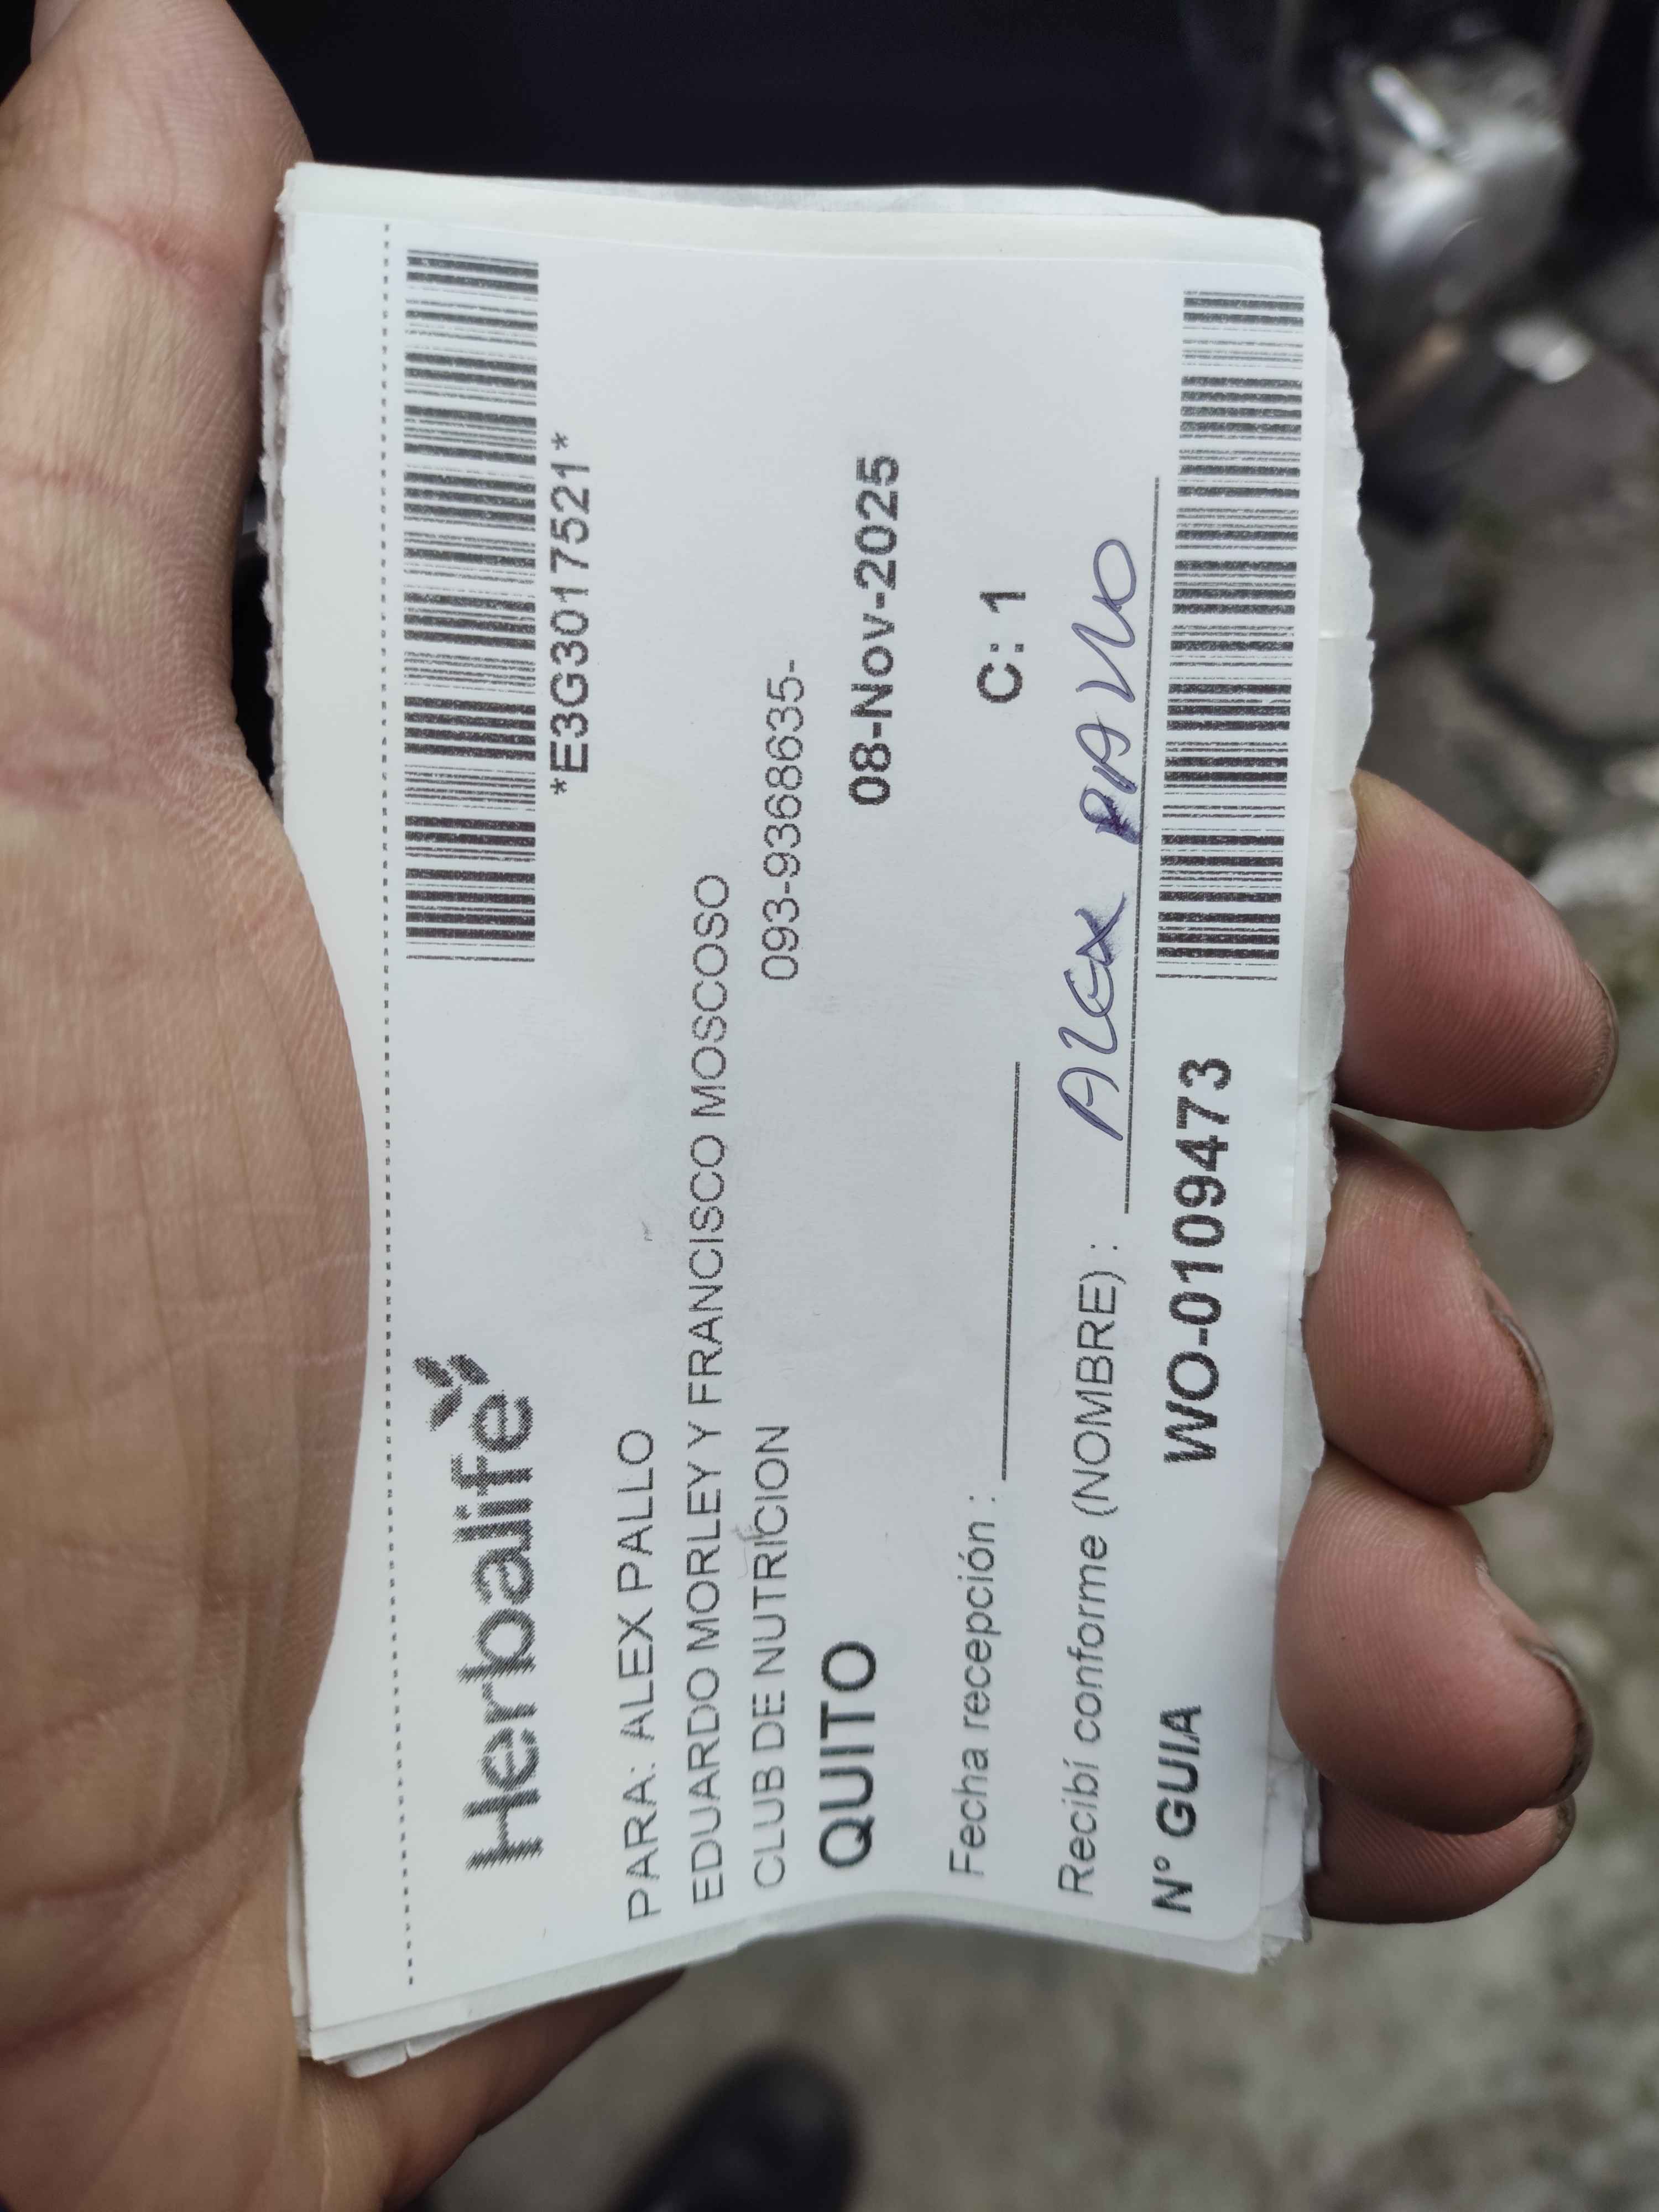 Herbalife
*E3G3017521*
PARA: ALEX PALLO
EDUARDO MORLEY Y FRANCISCO MOSCOSO
CLUB DE NUTRICION 093-9368635-
QUITO 08-Nov-2025
Fecha recepción : C: 1
Recibí conforme (NOMBRE) : ALEX PALLO
N° GUIA WO-0109473